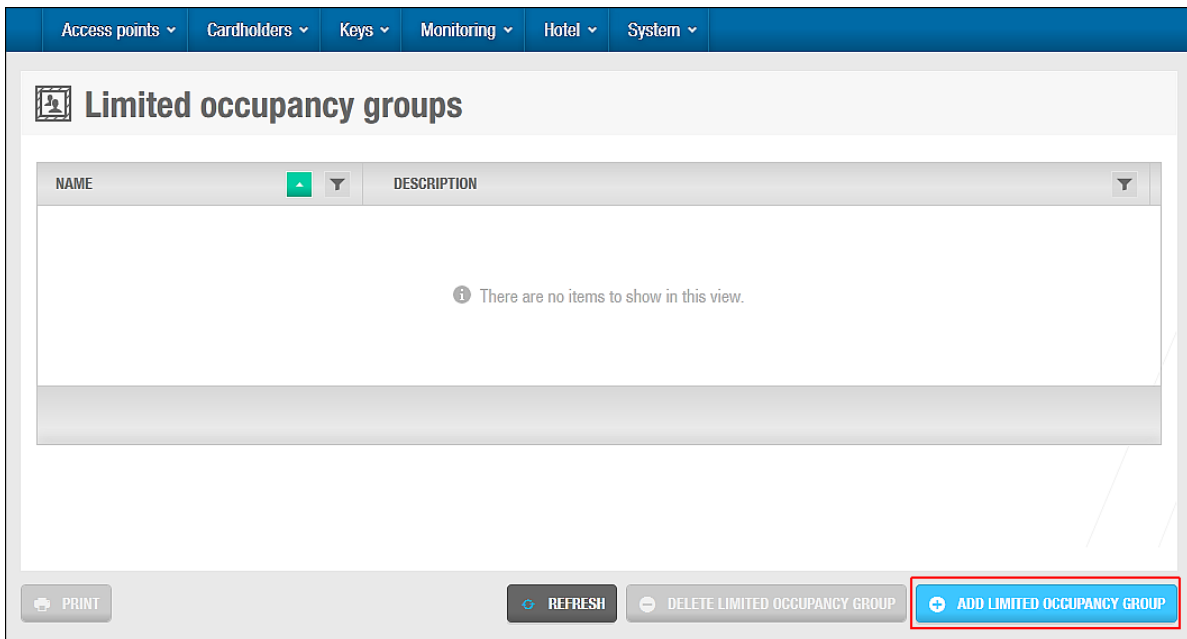 Access points Cardholders Keys Monitoring Hotel System
Limited occupancy groups
NAME DESCRIPTION
There are no items to show in this view.
PRINT REFRESH DELETE LIMITED OCCUPANCY GROUP ADD LIMITED OCCUPANCY GROUP